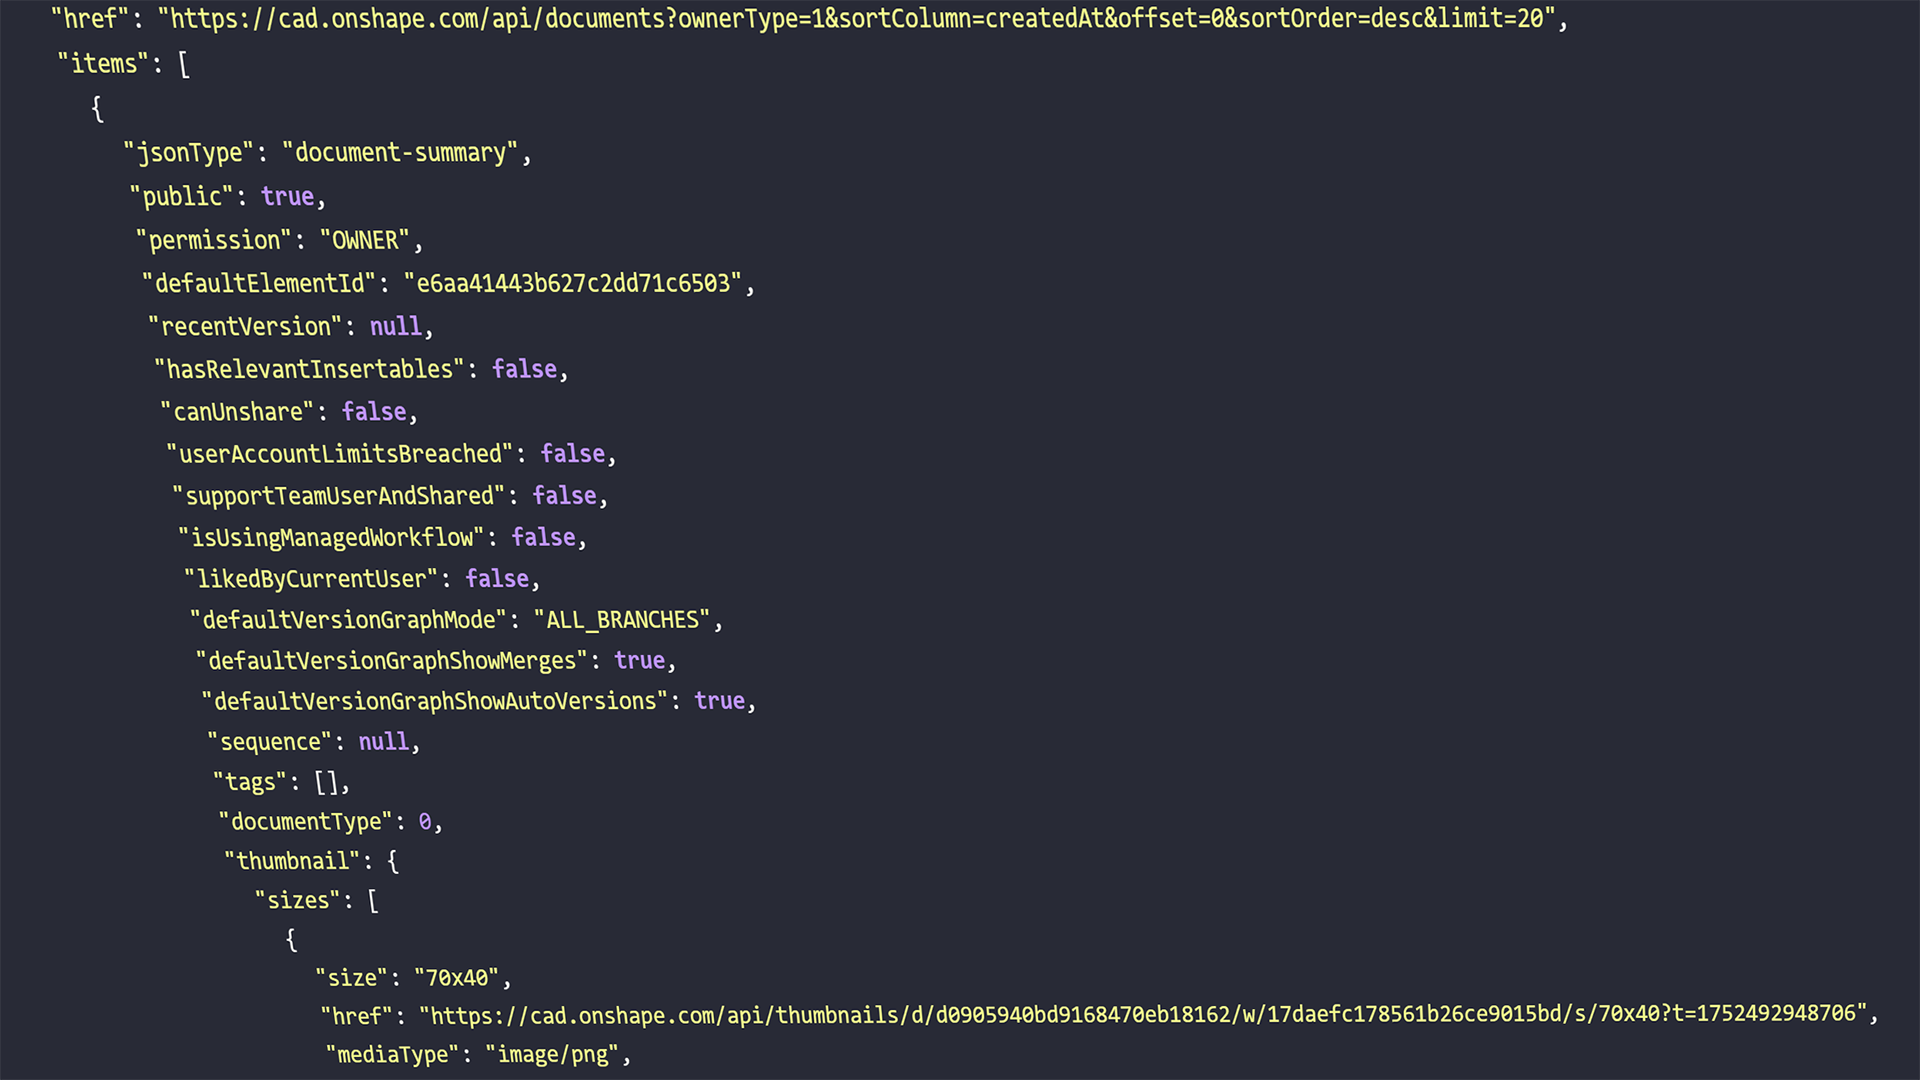 "href": "https://cad.onshape.com/api/documents?ownerType=1&sortColumn=createdAt&offset=0&sortOrder=desc&limit=20",
"items": [
{
"jsonType": "document-summary",
"public": true,
"permission": "OWNER",
"defaultElementId": "e6aa41443b627c2dd71c6503",
"recentVersion": null,
"hasRelevantInsertables": false,
"canUnshare": false,
"userAccountLimitsBreached": false,
"supportTeamUserAndShared": false,
"isUsingManagedWorkflow": false,
"likedByCurrentUser": false,
"defaultVersionGraphMode": "ALL_BRANCHES",
"defaultVersionGraphShowMerges": true,
"defaultVersionGraphShowAutoVersions": true,
"sequence": null,
"tags": [],
"documentType": 0,
"thumbnail": {
"sizes": [
{
"size": "70x40",
"href": "https://cad.onshape.com/api/thumbnails/d/d0905940bd9168470eb18162/w/17daefc178561b26ce9015bd/s/70x40?t=1752492948706",
"mediaType": "image/png",